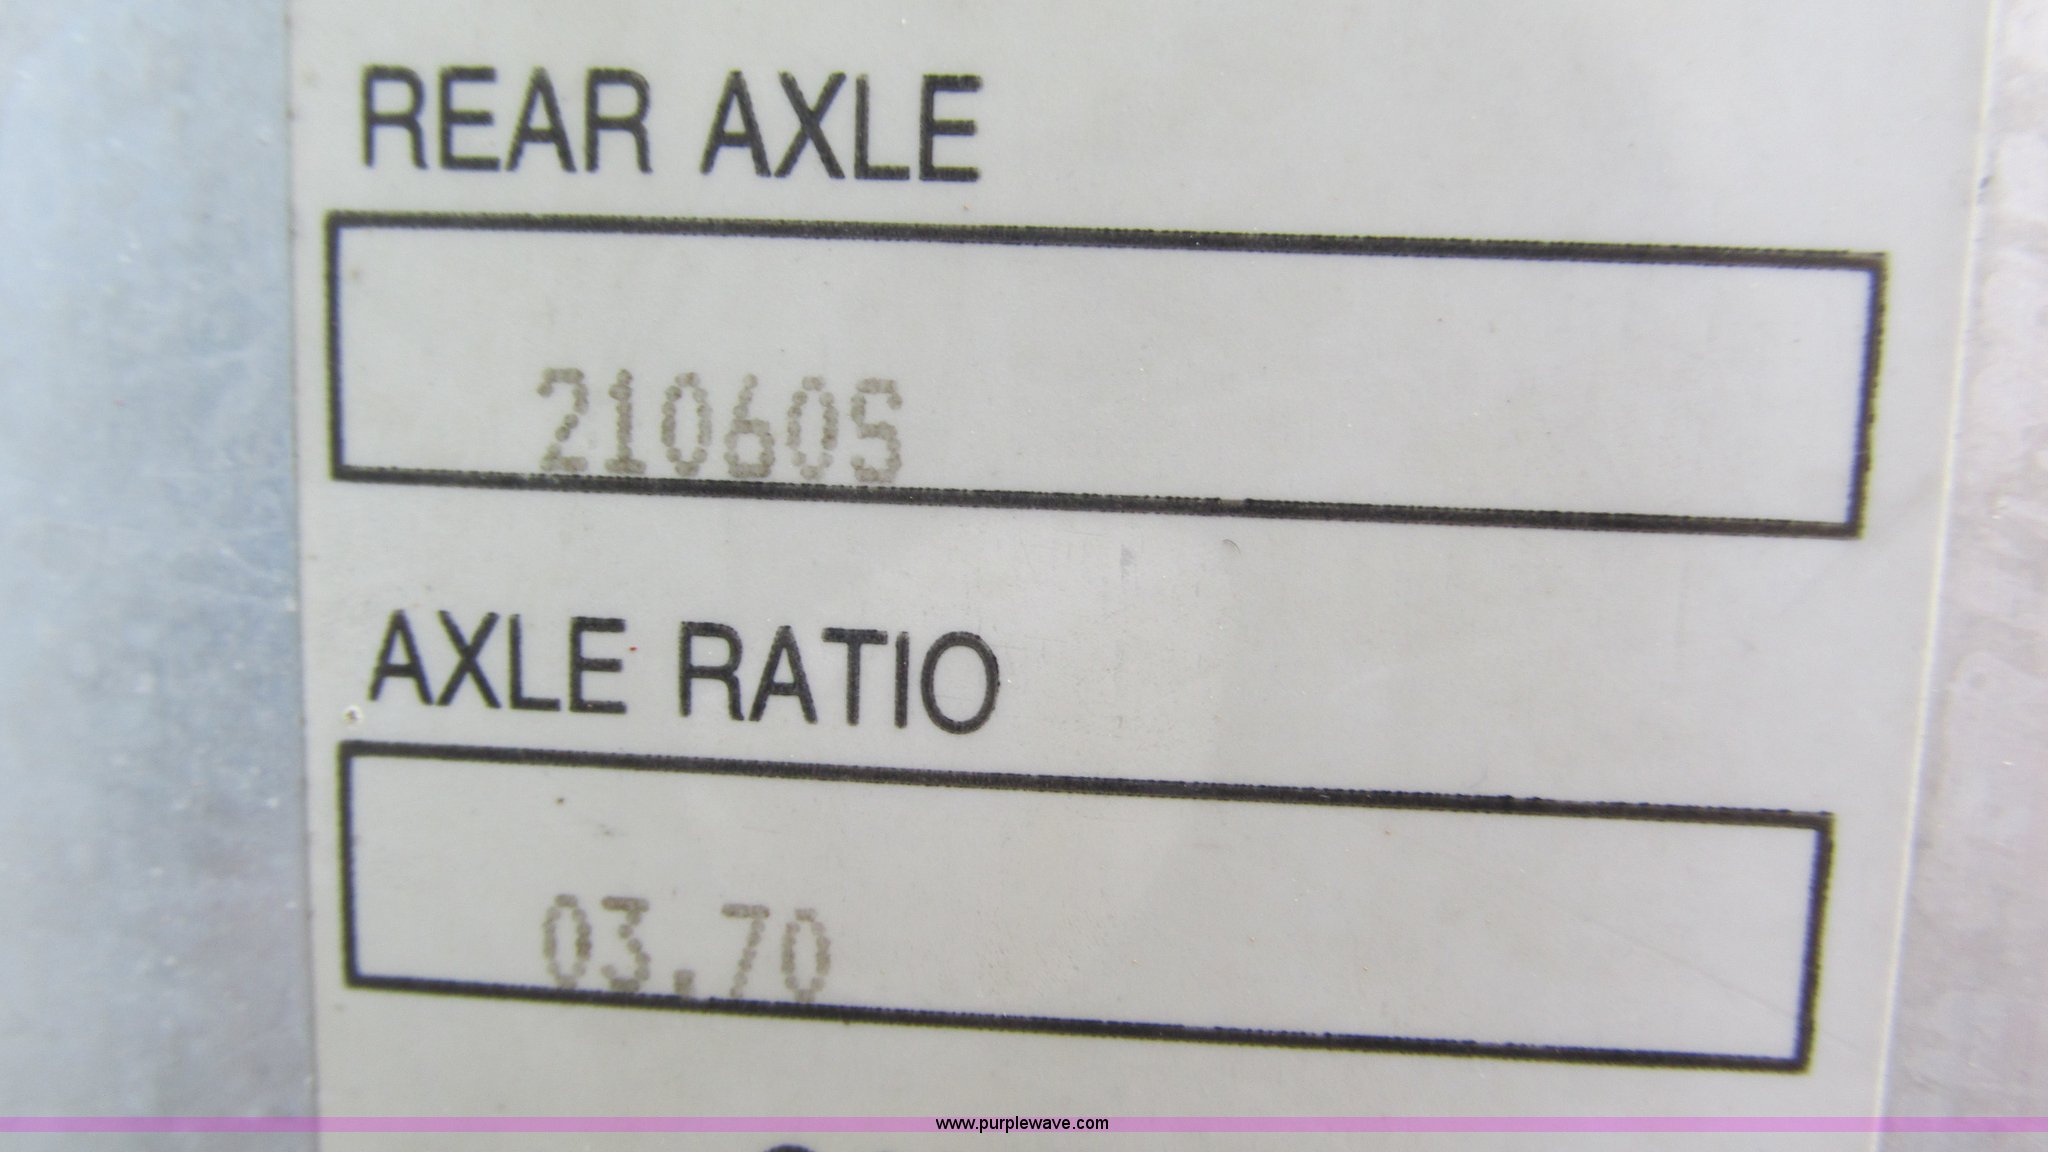 REAR AXLE
21060S
AXLE RATIO
03.70
www.purplewave.com